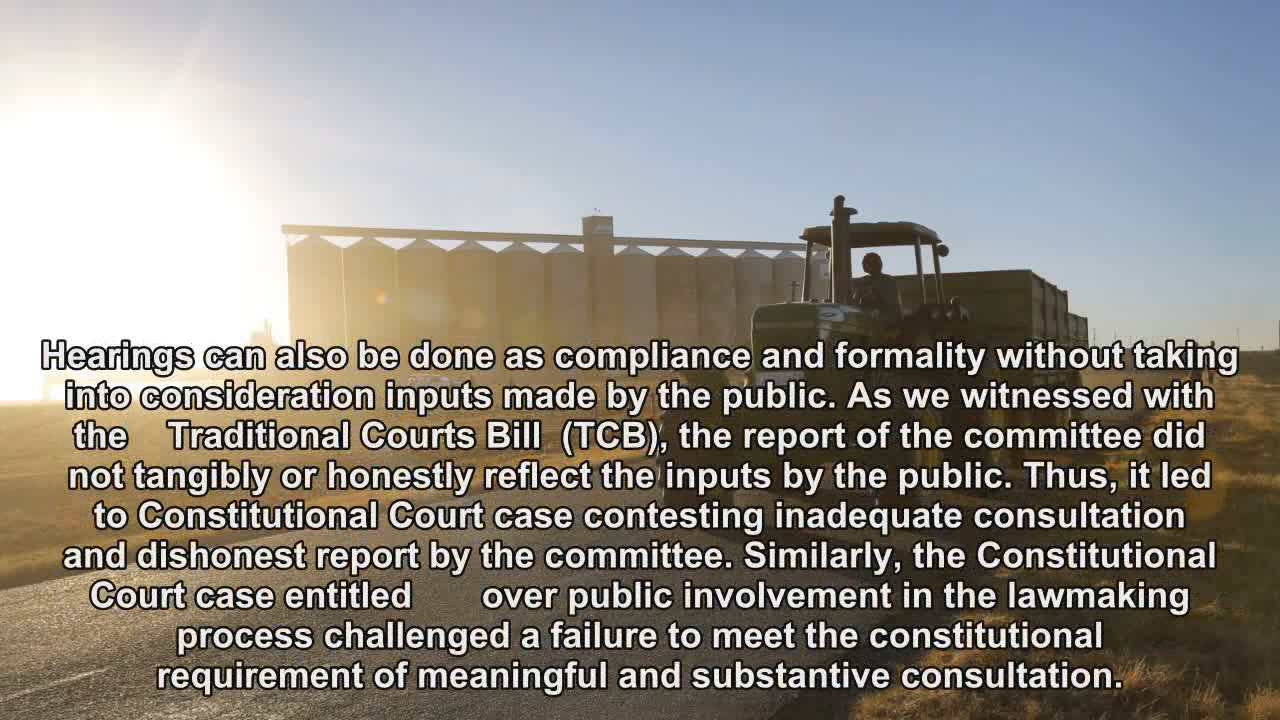 Hearings can also be done as compliance and formality without taking
into consideration inputs made by the public. As we witnessed with
the Traditional Courts Bill (TCB), the report of the committee did
not tangibly or honestly reflect the inputs by the public. Thus, it led
to Constitutional Court case contesting inadequate consultation
and dishonest report by the committee. Similarly, the Constitutional
Court case entitled over public involvement in the lawmaking
process challenged a failure to meet the constitutional
requirement of meaningful and substantive consultation.